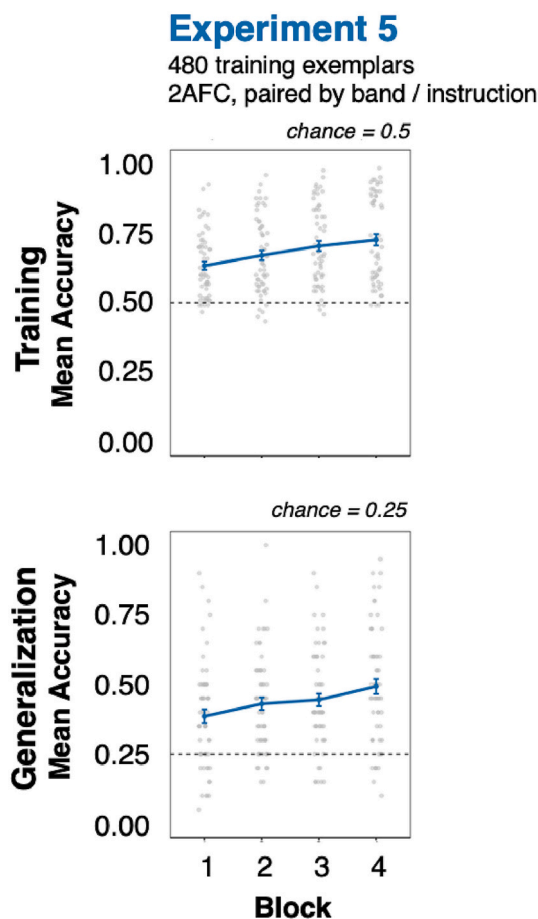 Experiment 5
480 training exemplars
2AFC, paired by band / instruction
chance = 0.5
Training
Mean Accuracy
1.00
0.75
0.50
0.25
0.00
chance = 0.25
Generalization
Mean Accuracy
1.00
0.75
0.50
0.25
0.00
1 2 3 4
Block